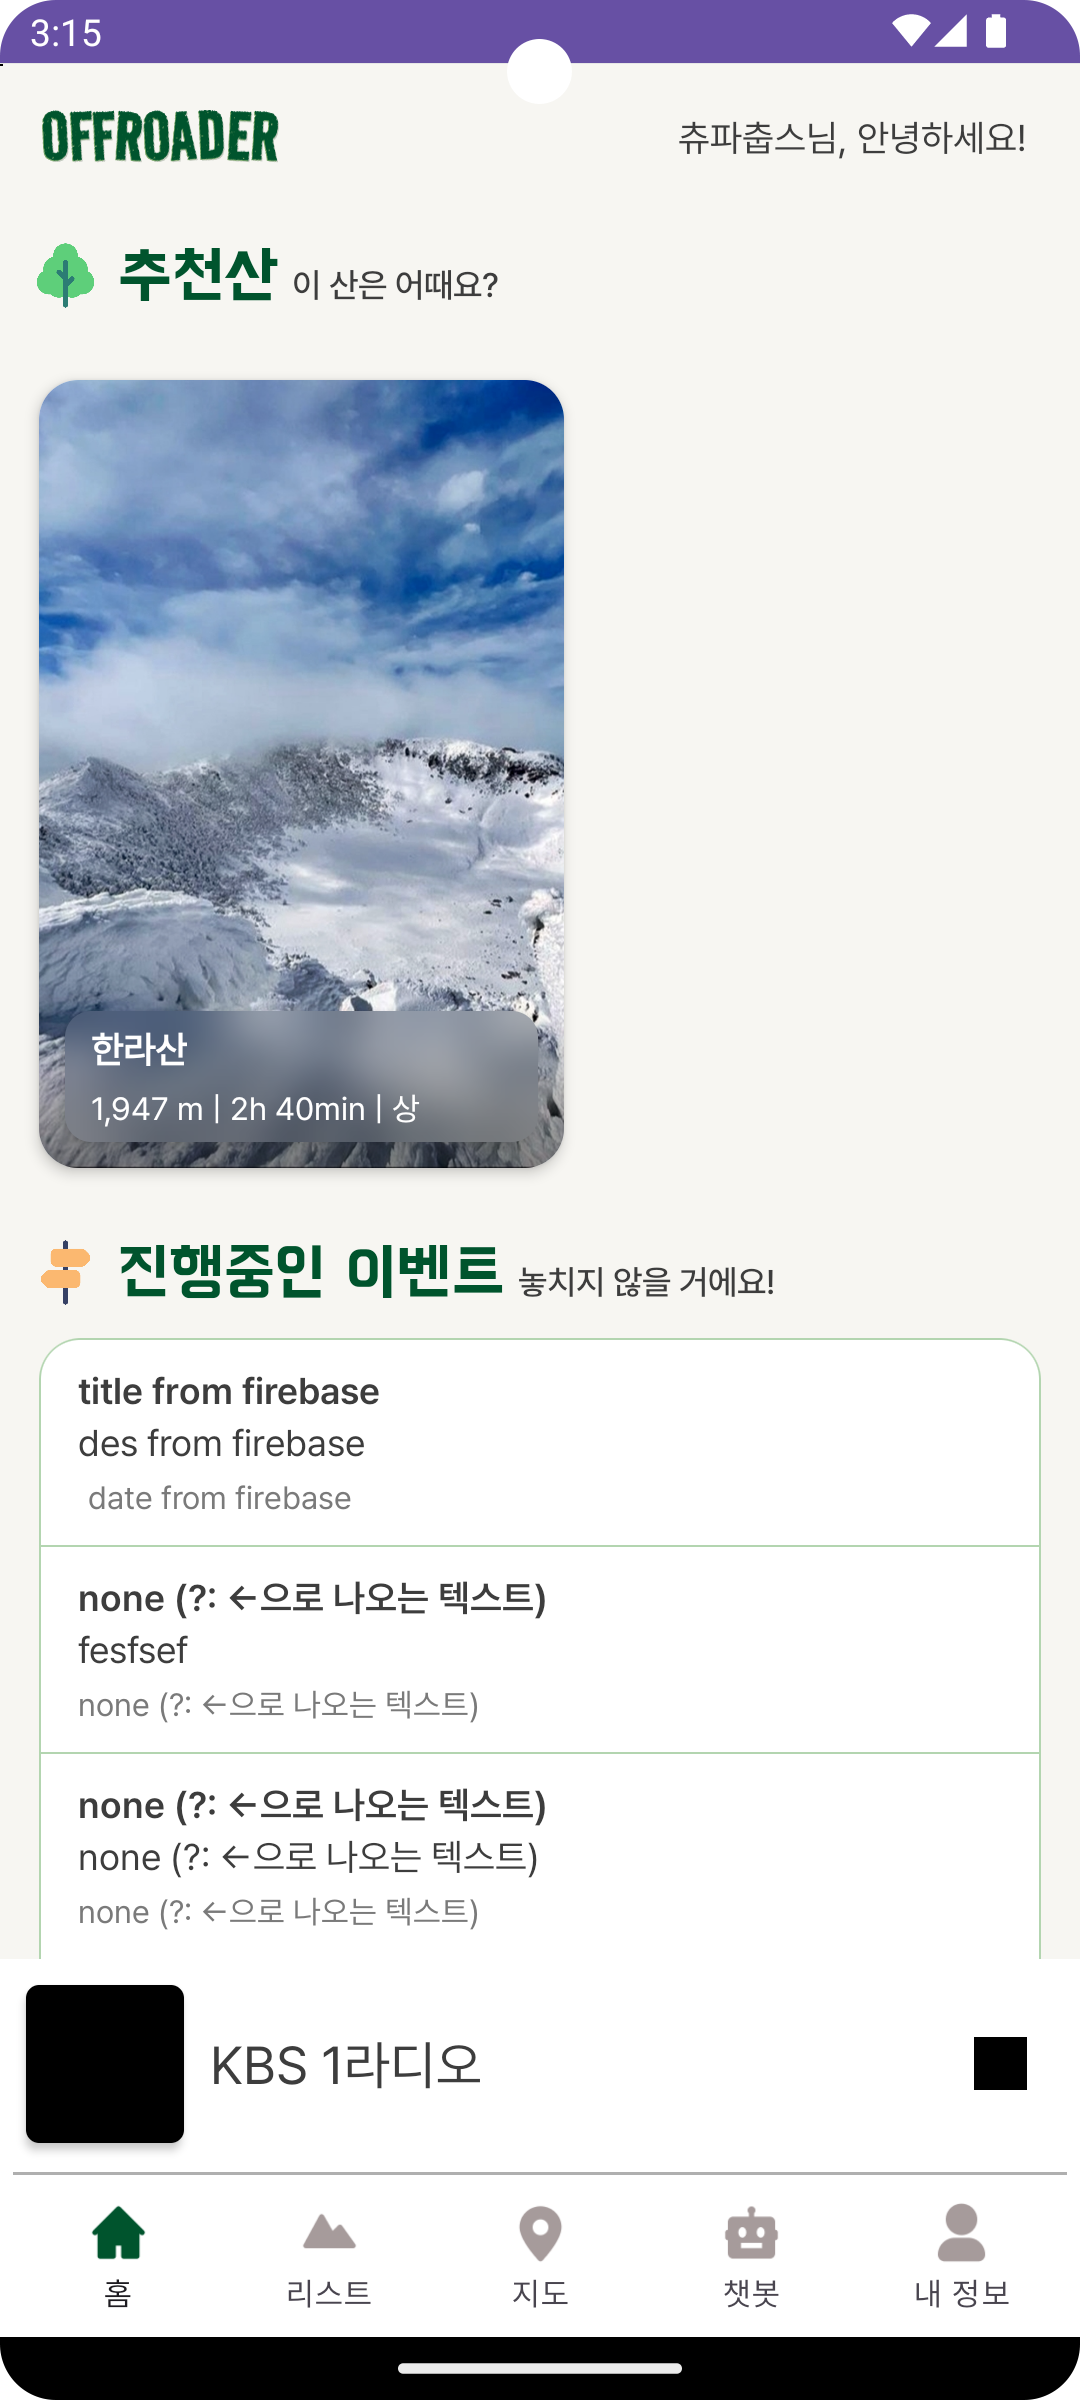 3:15
OFFROADER
츄파춥스님, 안녕하세요!
추천산 이 산은 어때요?
한라산
1,947 m | 2h 40min | 상
진행중인 이벤트 놓치지 않을 거에요!
title from firebase
des from firebase
date from firebase
none (?: ←으로 나오는 텍스트)
fesfsef
none (?: ←으로 나오는 텍스트)
none (?: ←으로 나오는 텍스트)
none (?: ←으로 나오는 텍스트)
none (?: ←으로 나오는 텍스트)
KBS 1라디오
홈
리스트
지도
챗봇
내 정보